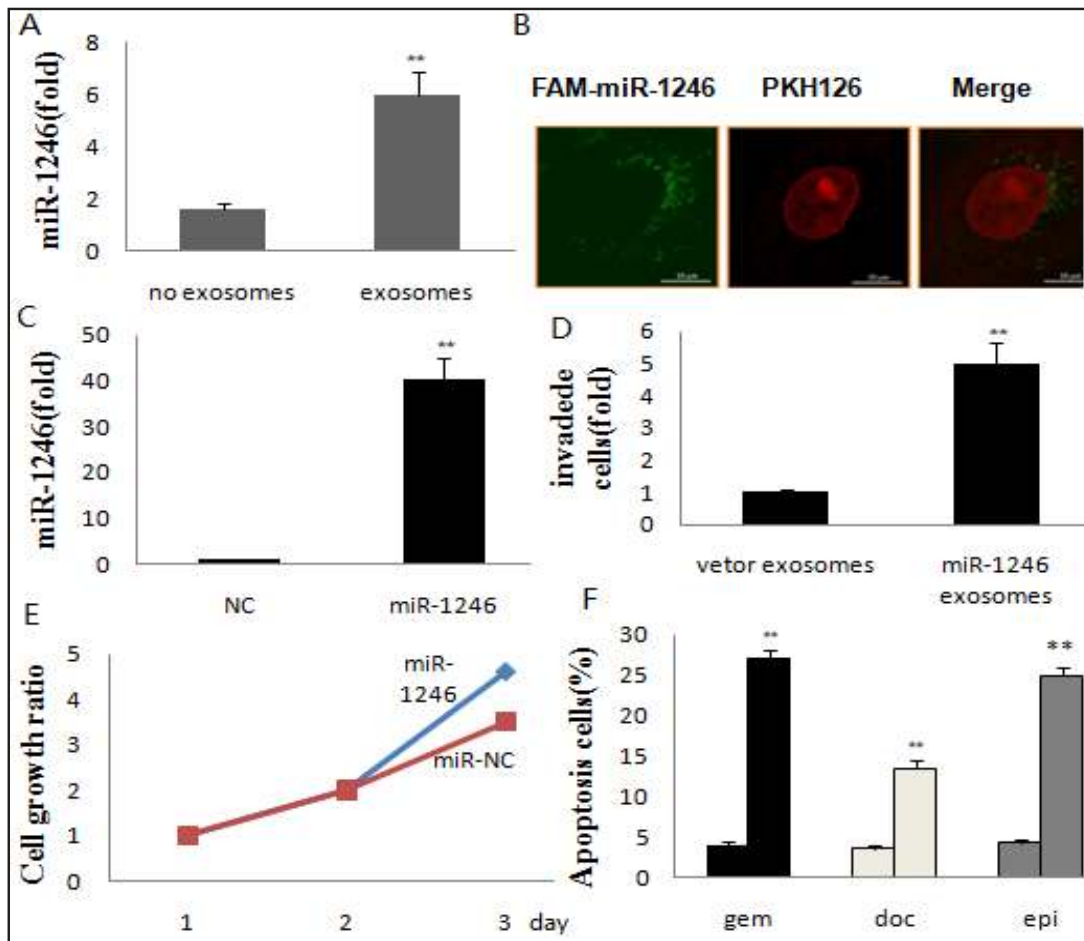 A
miR-1246(fold)
8
6
4
2
0
**
no exosomes
exosomes
B
FAM-miR-1246
PKH126
Merge
C
miR-1246(fold)
50
40
30
20
10
0
**
NC
miR-1246
D
invadede
cells(fold)
6
5
4
3
2
1
0
**
vetor exosomes
miR-1246
exosomes
E
Cell growth ratio
5
4
3
2
1
0
miR-
1246
miR-NC
1
2
3
day
F
Apoptosis cells(%)
30
25
20
15
10
5
0
**
**
**
gem
doc
epi